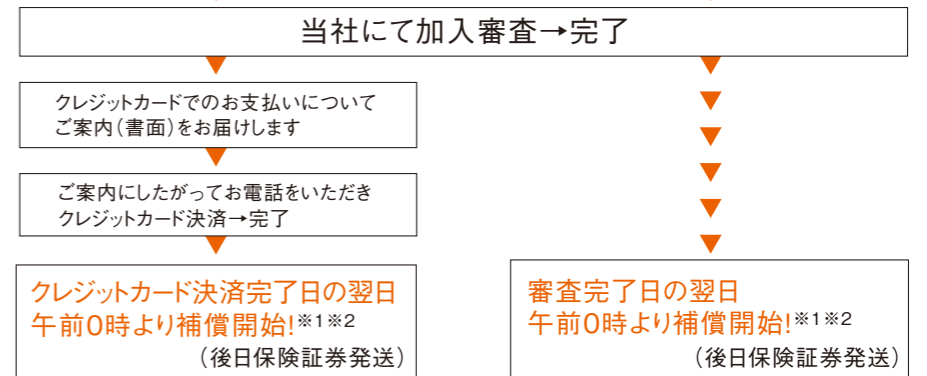 当社にて加入審査→完了
クレジットカードでのお支払いについて
ご案内(書面)をお届けします
ご案内にしたがってお電話をいただき
クレジットカード決済→完了
クレジットカード決済完了日の翌日
午前0時より補償開始!※1※2
(後日保険証券発送)
審査完了日の翌日
午前0時より補償開始!※1※2
(後日保険証券発送)